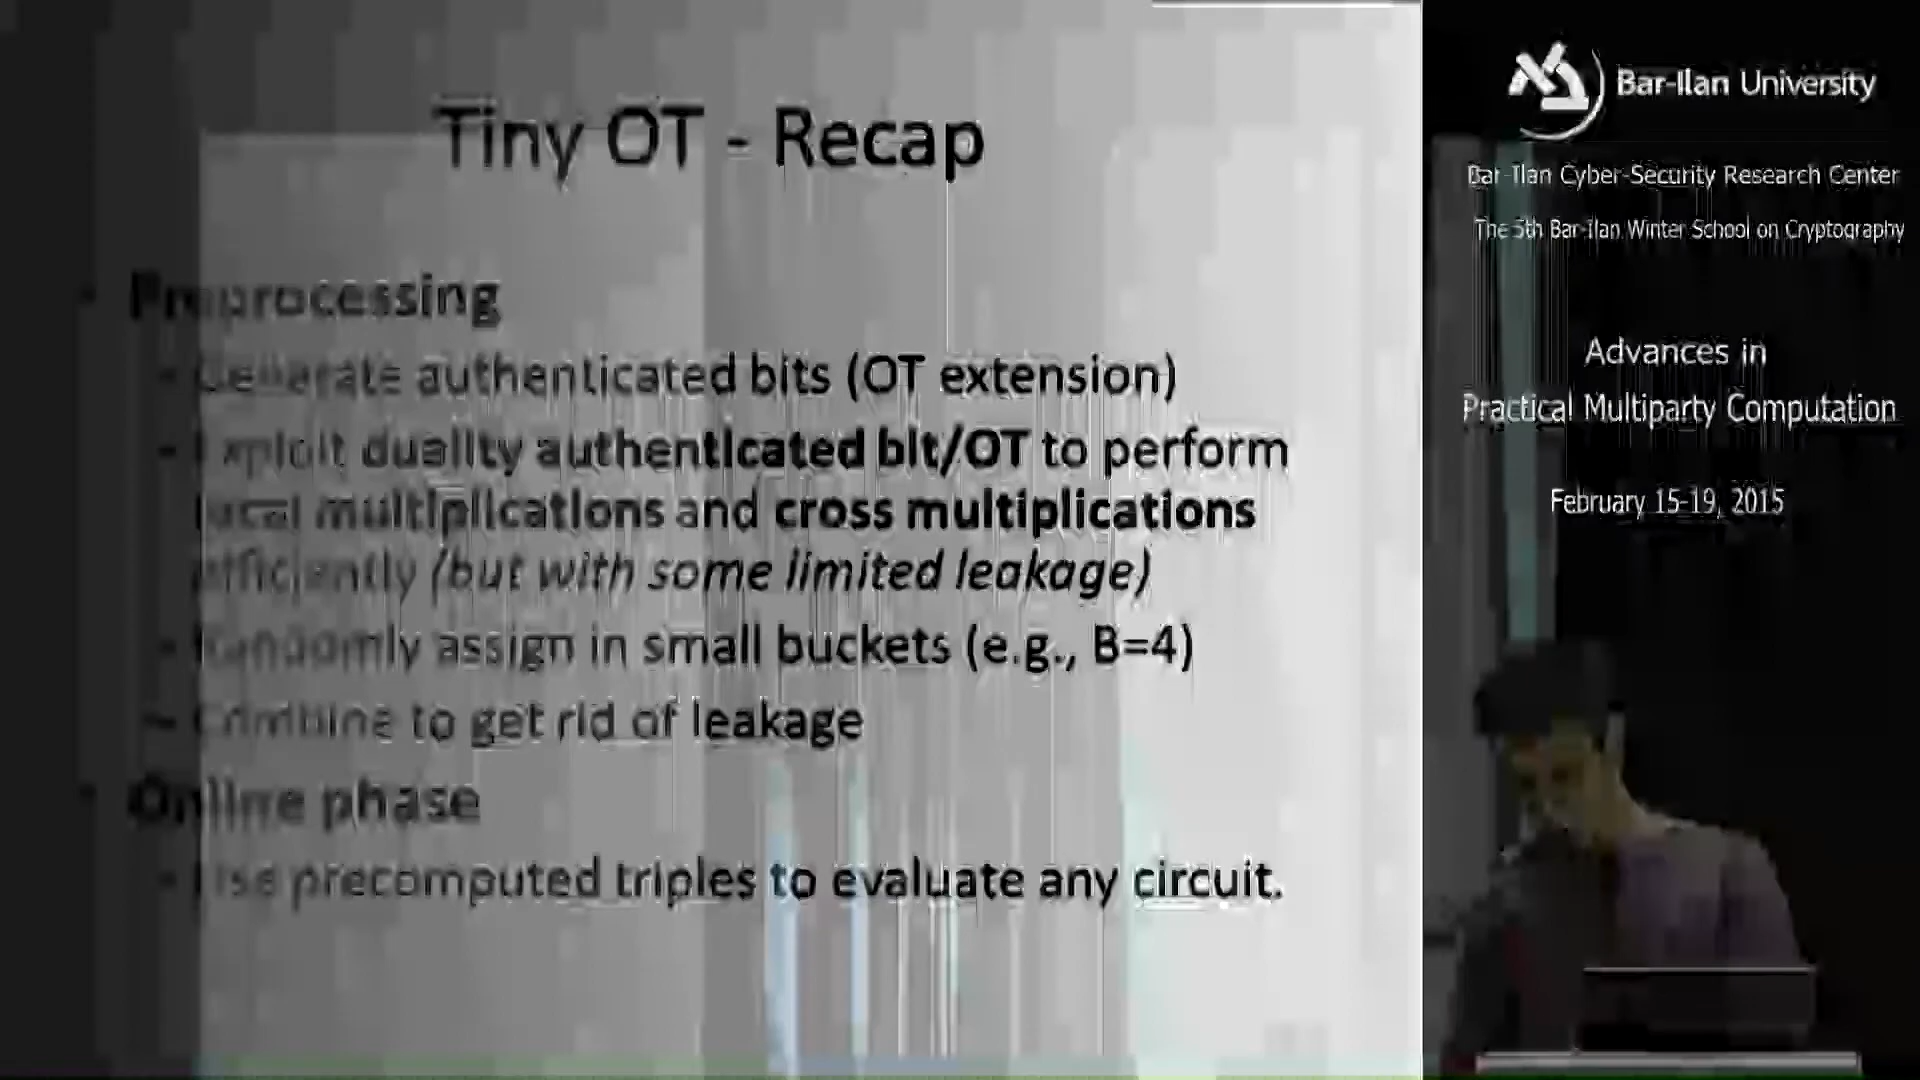 Tiny OT - Recap
• Preprocessing
- Generate authenticated bits (OT extension)
- Exploit duality authenticated bit/OT to perform
local multiplications and cross multiplications
efficiently (but with some limited leakage)
- Randomly assign in small buckets (e.g., B=4)
- Combine to get rid of leakage
• Online phase
- Use precomputed triples to evaluate any circuit.
Bar-Ilan University
Bar-Ilan Cyber-Security Research Center
The 5th Bar-Ilan Winter School on Cryptography
Advances in
Practical Multiparty Computation
February 15-19, 2015